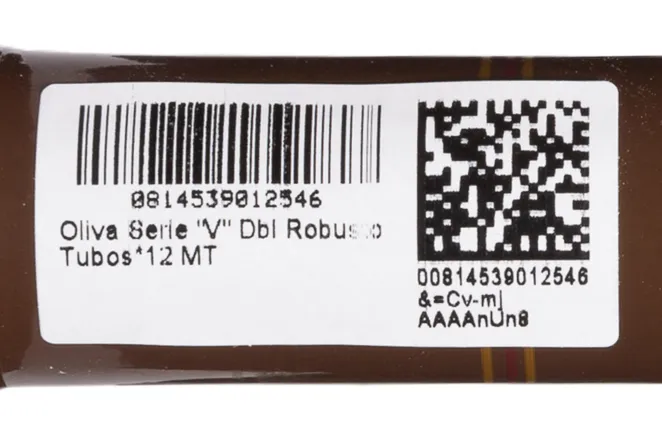 0814539012546
Oliva Serie "V" Dbl Robusto
Tubos*12 MT
00814539012546
&=Cv-mj
AAAAnUn8